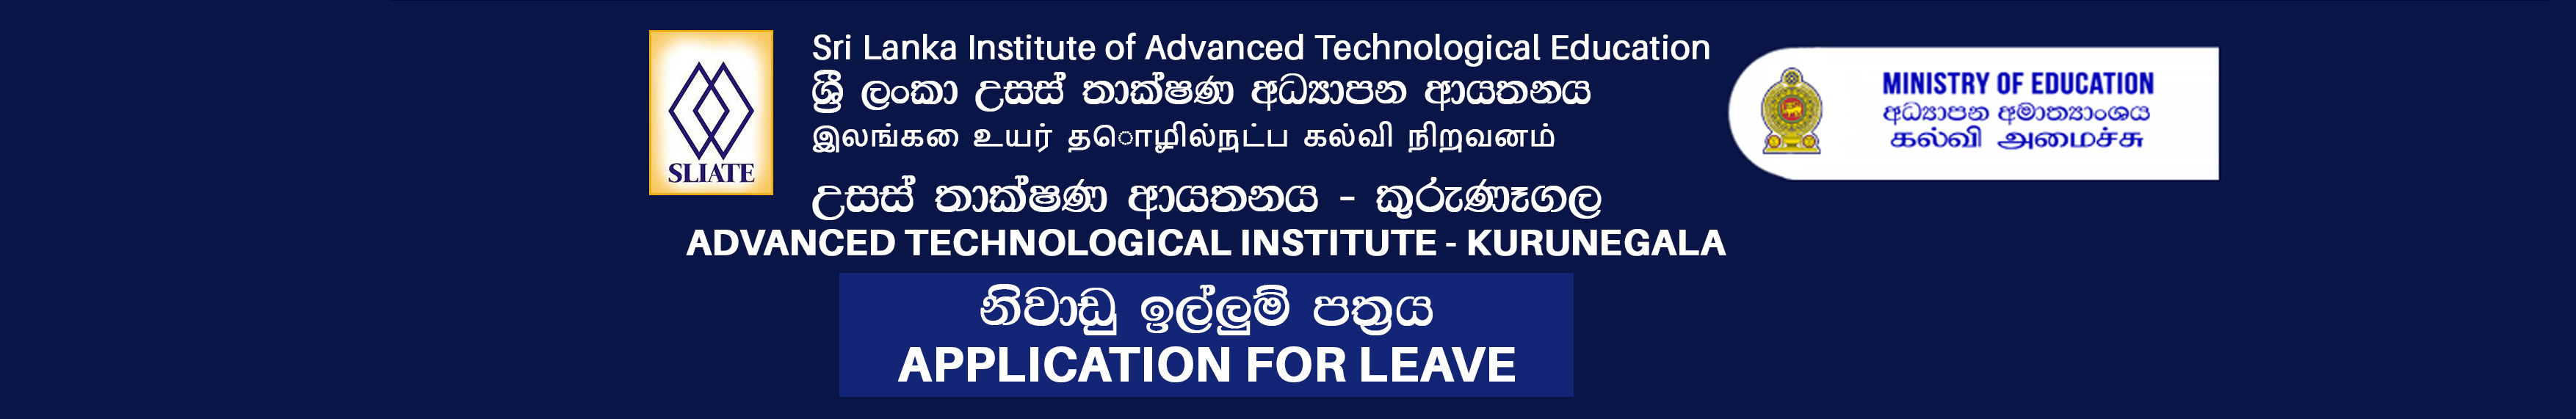 Sri Lanka Institute of Advanced Technological Education
ශ්‍රී ලංකා උසස් තාක්ෂණ අධ්‍යාපන ආයතනය
இலங்கை உயர் தொழில்நுட்ப கல்வி நிறுவனம்
SLIATE
MINISTRY OF EDUCATION
අධ්‍යාපන අමාත්‍යාංශය
கல்வி அமைச்சு
උසස් තාක්ෂණ ආයතනය - කුරුණෑගල
ADVANCED TECHNOLOGICAL INSTITUTE - KURUNEGALA
නිවාඩු ඉල්ලුම් පත්‍රය
APPLICATION FOR LEAVE